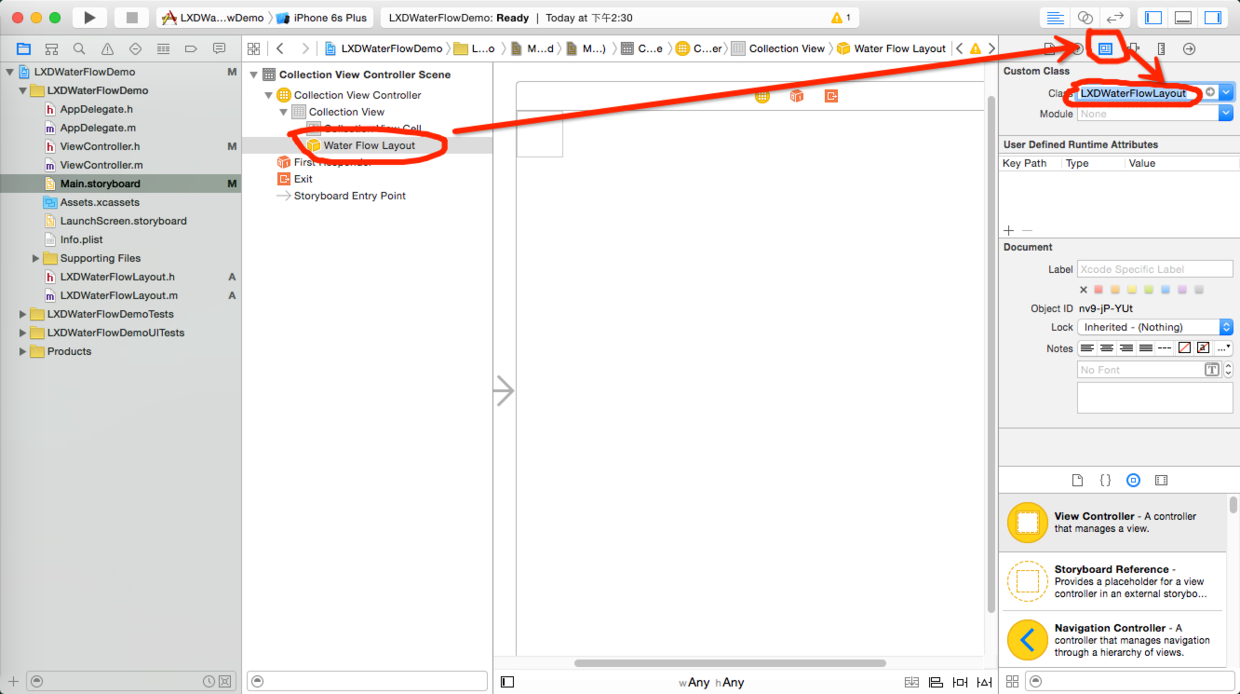 LXDWa...wDemo 〉 iPhone 6s Plus
LXDWaterFlowDemo: Ready | Today at 下午2:30
1
LXDWaterFlowDemo
L...o
M...d
M...)
C...e
C...er
Collection View
Water Flow Layout
LXDWaterFlowDemo M
LXDWaterFlowDemo
h AppDelegate.h
m AppDelegate.m
h ViewController.h M
m ViewController.m
Main.storyboard M
Assets.xcassets
LaunchScreen.storyboard
Info.plist
Supporting Files
h LXDWaterFlowLayout.h A
m LXDWaterFlowLayout.m A
LXDWaterFlowDemoTests
LXDWaterFlowDemoUITests
Products
Collection View Controller Scene
Collection View Controller
Collection View
Collection View Cell
Water Flow Layout
First Responder
Exit
Storyboard Entry Point
wAny hAny
Custom Class
Class LXDWaterFlowLayout
Module None
User Defined Runtime Attributes
Key Path Type Value
Document
Label Xcode Specific Label
Object ID nv9-jP-YUt
Lock Inherited - (Nothing)
Notes
No Font T
{ }
View Controller - A controller
that manages a view.
Storyboard Reference -
Provides a placeholder for a view
controller in an external storybo...
Navigation Controller - A
controller that manages navigation
through a hierarchy of views.